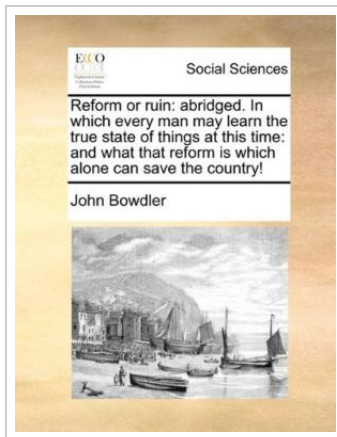 ECCO
Social Sciences
Reform or ruin: abridged. In
which every man may learn the
true state of things at this time:
and what that reform is which
alone can save the country!
John Bowdler